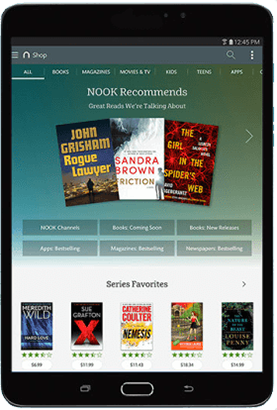 12:45 PM
Shop
ALL BOOKS MAGAZINES MOVIES & TV KIDS TEENS APPS
NOOK Recommends
Great Reads We're Talking About
JOHN
GRISHAM
Rogue
Lawyer
SANDRA
BROWN
FRICTION
THE
GIRL
IN THE
SPIDER'S
WEB
DAVID
LAGERCRANTZ
NOOK Channels
Books: Coming Soon
Books: New Releases
Apps: Bestselling
Magazines: Bestselling
Newspapers: Bestselling
Series Favorites
MEREDITH
WILD
HARD LOVE
SUE
GRAFTON
X
CATHERINE
COULTER
NEMESIS
THE NATURE
OF THE
BEAST
LOUISE
PENNY
$6.99
$11.99
$11.43
$14.99